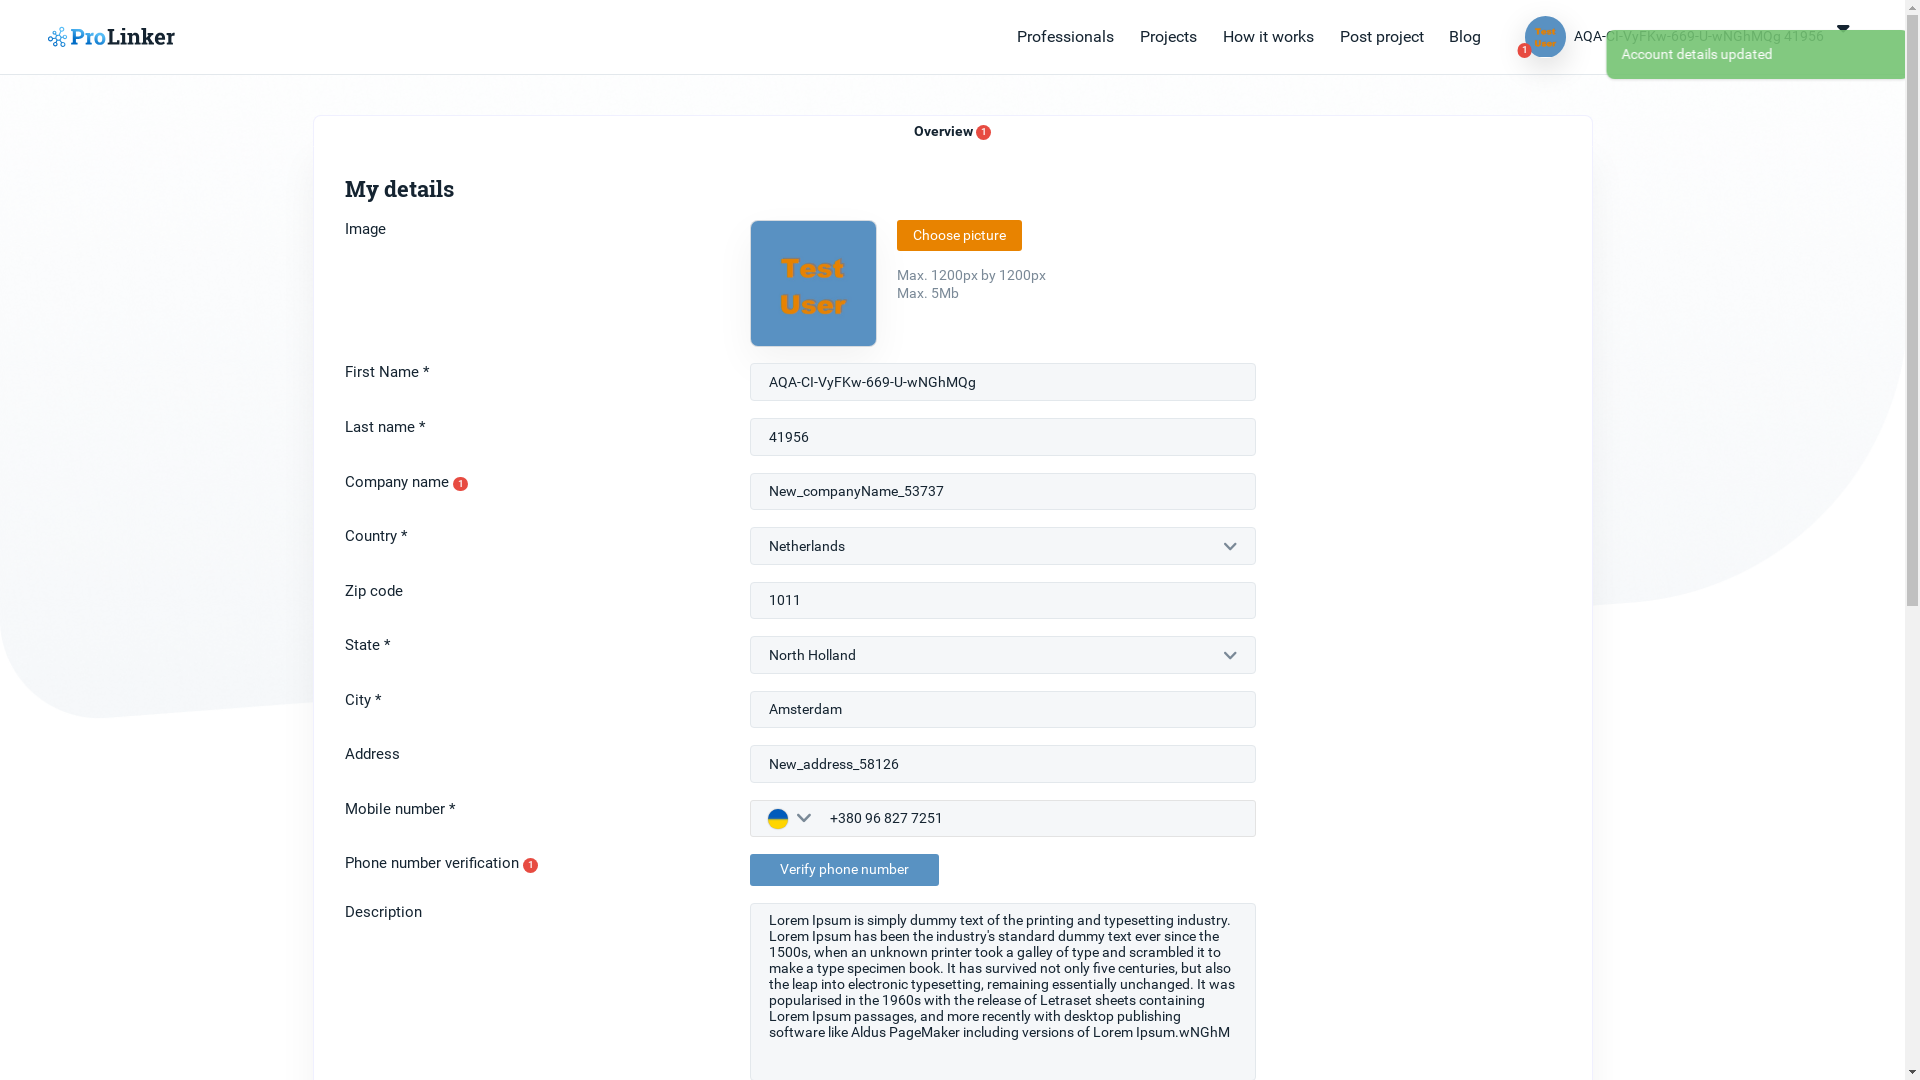 ProLinker
Professionals
Projects
How it works
Post project
Blog
Test
User
1
AQA-CI-VyFKw-669-U-wNGhMQg 41956
Account details updated
Overview 1
My details
Image
Test
User
Choose picture
Max. 1200px by 1200px
Max. 5Mb
First Name *
AQA-CI-VyFKw-669-U-wNGhMQg
Last name *
41956
Company name 1
New_companyName_53737
Country *
Netherlands
Zip code
1011
State *
North Holland
City *
Amsterdam
Address
New_address_58126
Mobile number *
+380 96 827 7251
Phone number verification 1
Verify phone number
Description
Lorem Ipsum is simply dummy text of the printing and typesetting industry.
Lorem Ipsum has been the industry's standard dummy text ever since the
1500s, when an unknown printer took a galley of type and scrambled it to
make a type specimen book. It has survived not only five centuries, but also
the leap into electronic typesetting, remaining essentially unchanged. It was
popularised in the 1960s with the release of Letraset sheets containing
Lorem Ipsum passages, and more recently with desktop publishing
software like Aldus PageMaker including versions of Lorem Ipsum.wNGhM